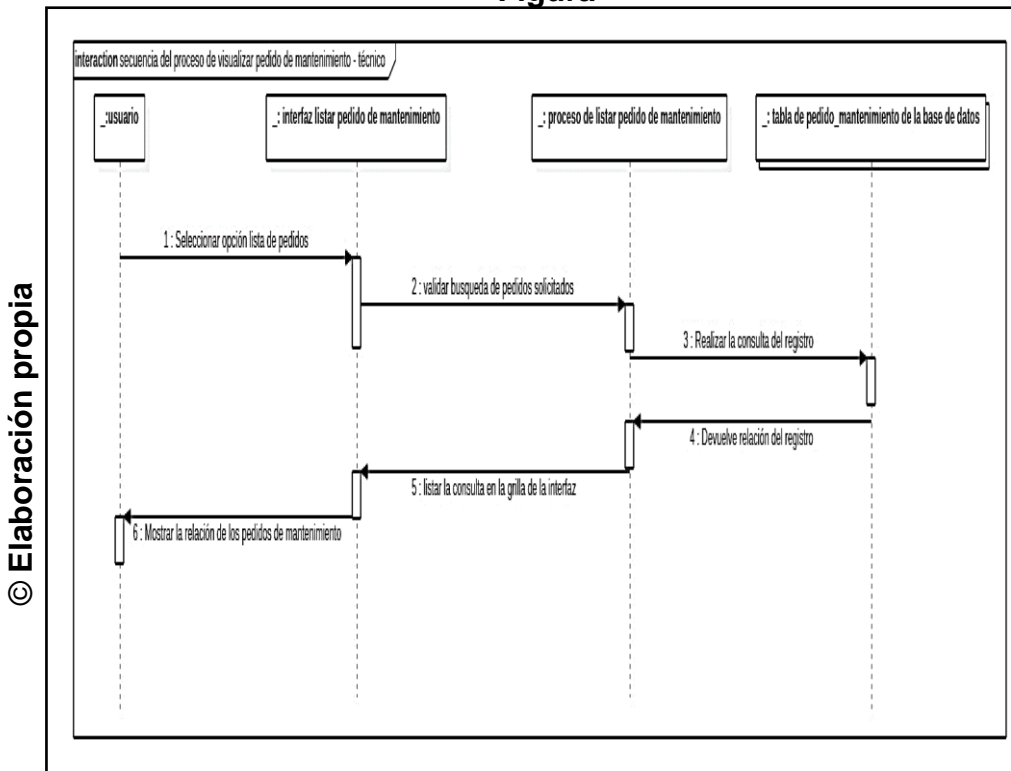 Figura
interaction secuencia del proceso de visualizar pedido de mantenimiento - técnico
_:usuario
_: interfaz listar pedido de mantenimiento
_: proceso de listar pedido de mantenimiento
_: tabla de pedido_mantenimiento de la base de datos
1 : Seleccionar opción lista de pedidos
2 : validar busqueda de pedidos solicitados
3 : Realizar la consulta del registro
4 : Devuelve relación del registro
5 : listar la consulta en la grilla de la interfaz
6 : Mostrar la relación de los pedidos de mantenimiento
© Elaboración propia